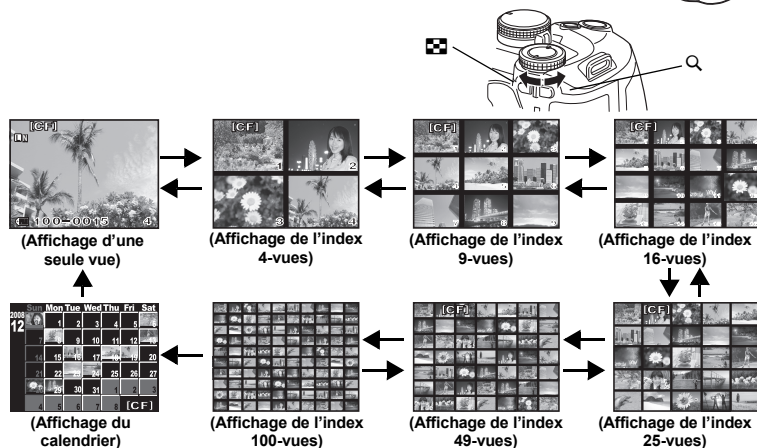 [CF]
[CF]
[CF]
[CF]
LN
1
2
100-0015
4
3
4
(Affichage d'une
seule vue)
(Affichage de l'index
4-vues)
(Affichage de l'index
9-vues)
(Affichage de l'index
16-vues)
2008
12
Sun Mon Tue Wed Thu Fri Sat
1 2 3 4 5 6
7 8 9 10 11 12 13
14 15 16 17 18 19 20
21 22 23 24 25 26 27
29 30 31 1 2 3
4 5 6 7 8 [CF]
[CF]
[CF]
(Affichage du
calendrier)
(Affichage de l'index
100-vues)
(Affichage de l'index
49-vues)
(Affichage de l'index
25-vues)